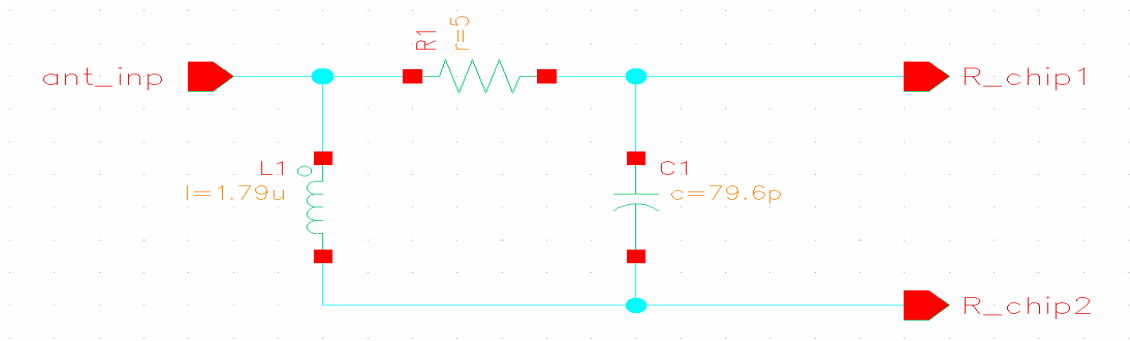 R1
r=5
ant_inp
R_chip1
L1
l=1.79u
C1
c=79.6p
R_chip2